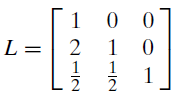 L = [ 1 0 0
2 1 0
1/2 1/2 1 ]